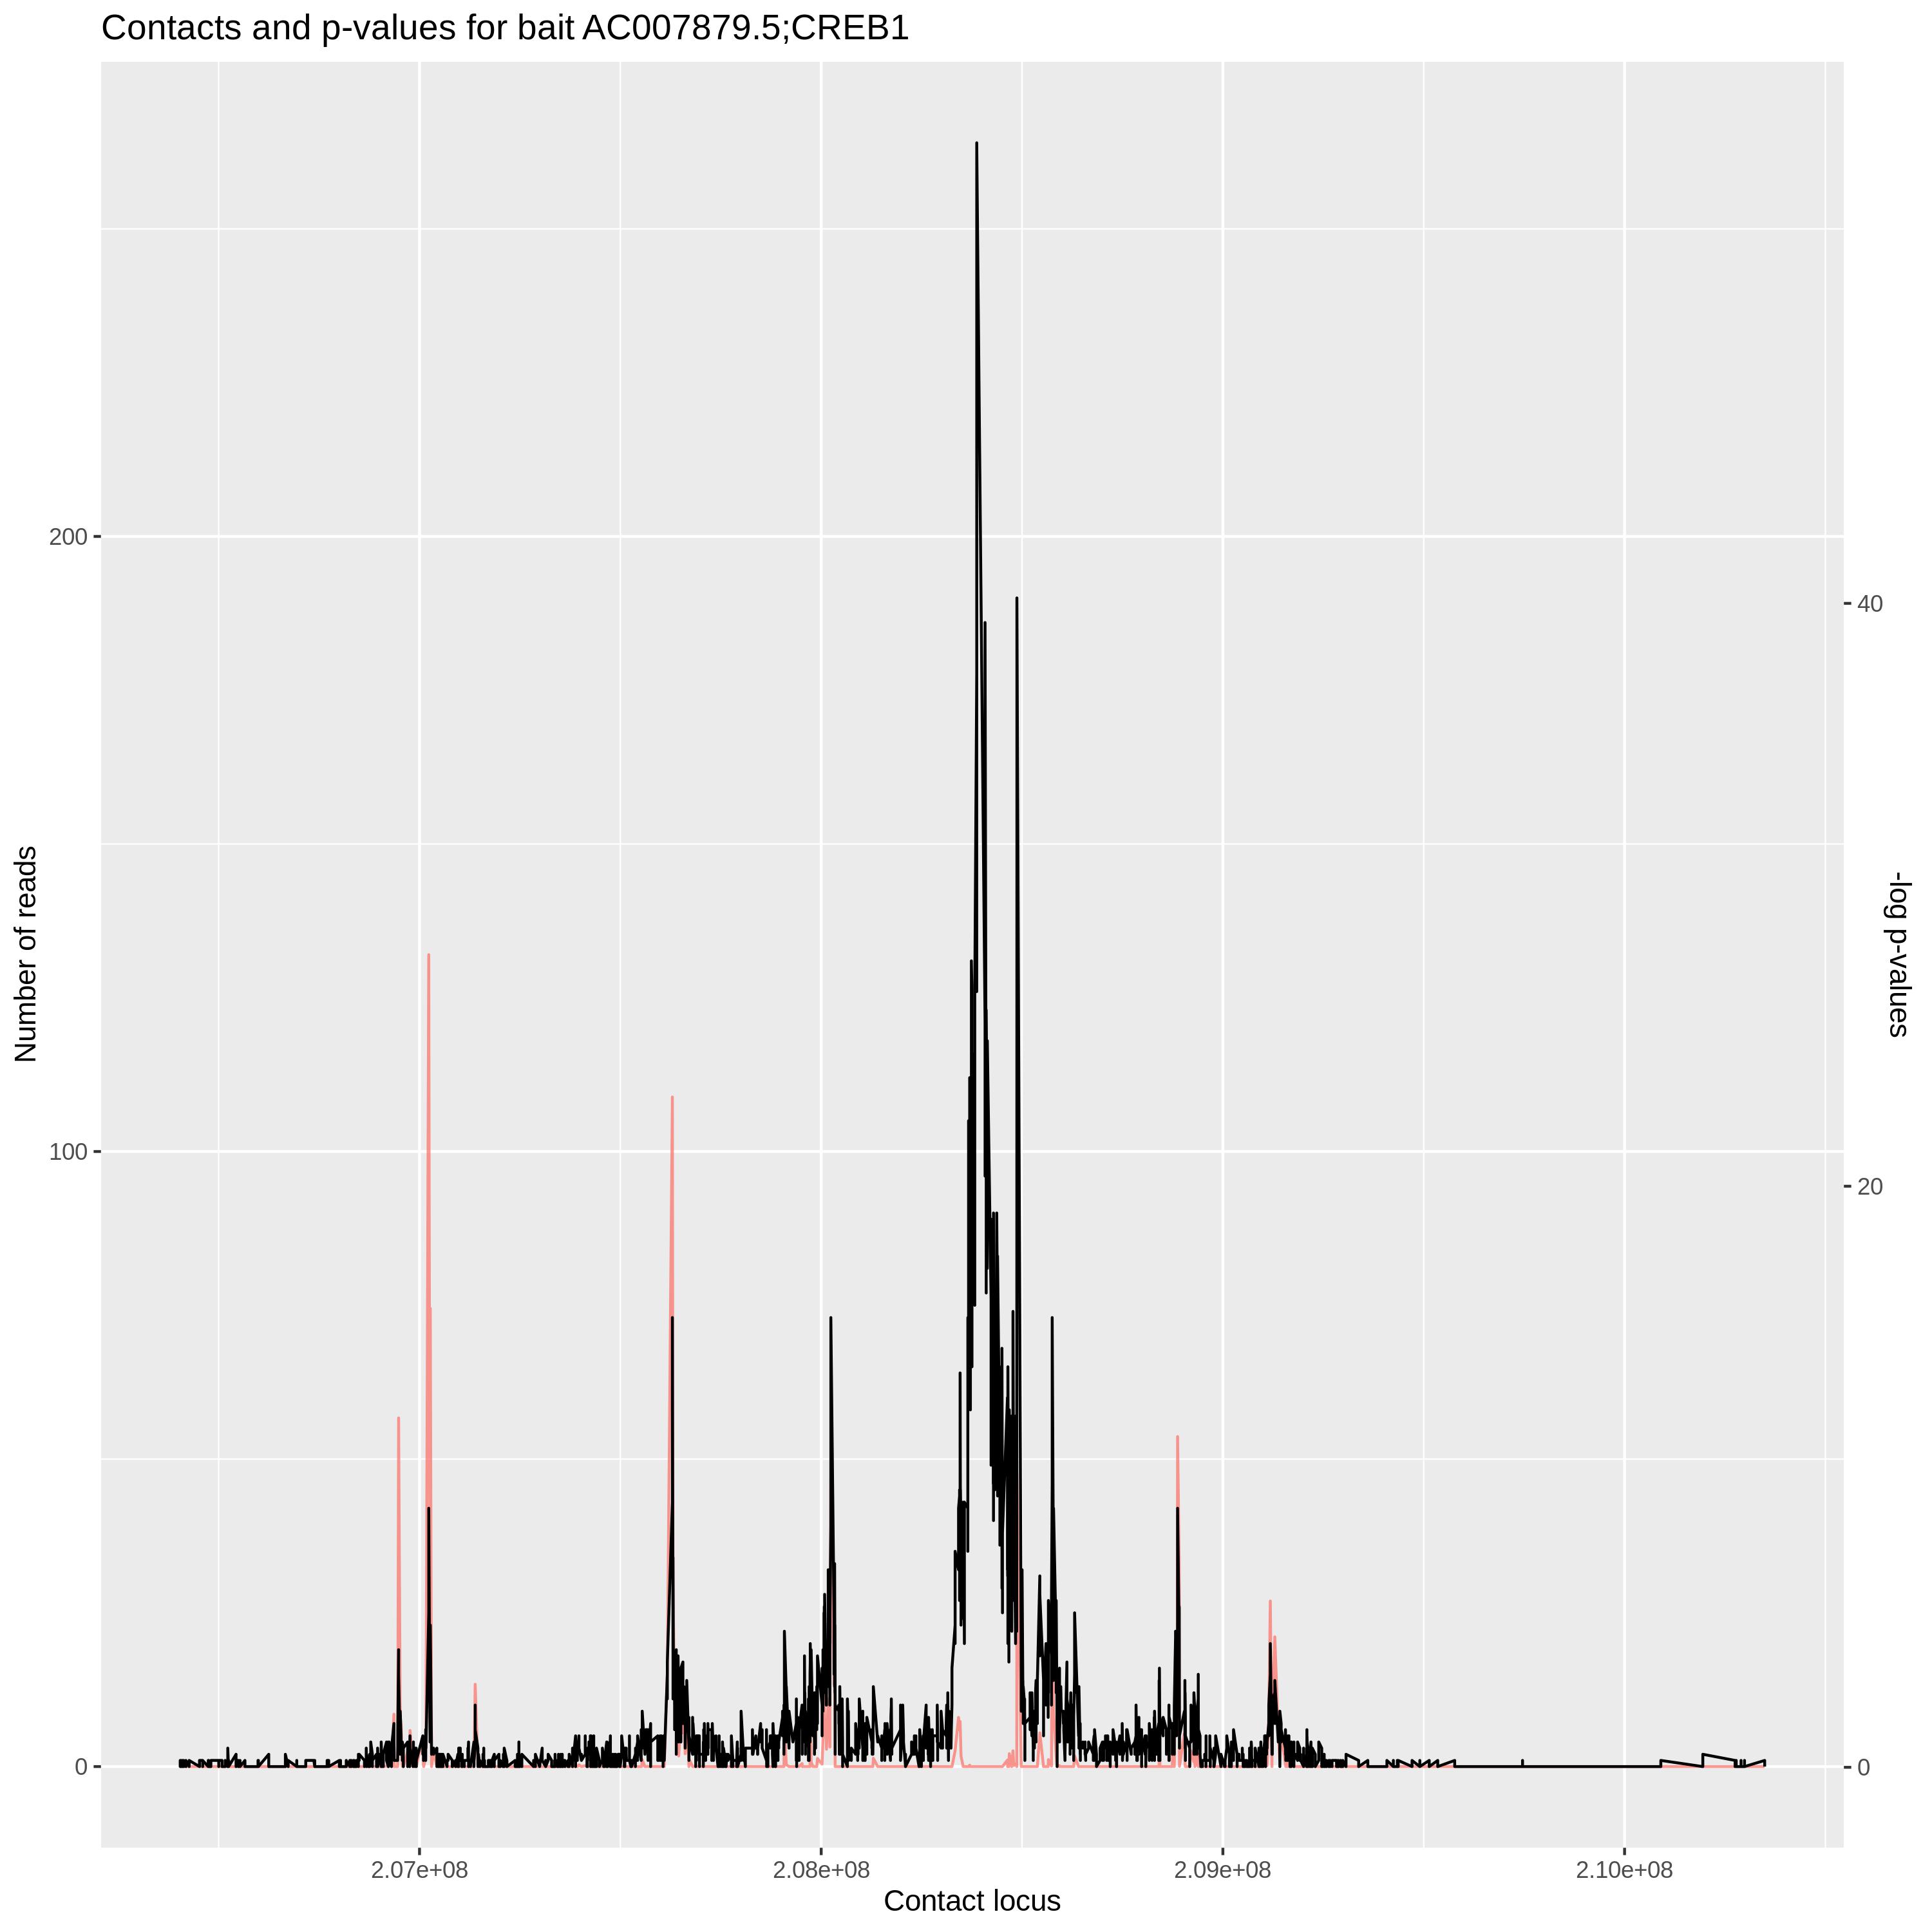 Contacts and p-values for bait AC007879.5;CREB1
200
100
0
Number of reads
40
20
0
-log p-values
2.07e+08 2.08e+08 2.09e+08 2.10e+08
Contact locus